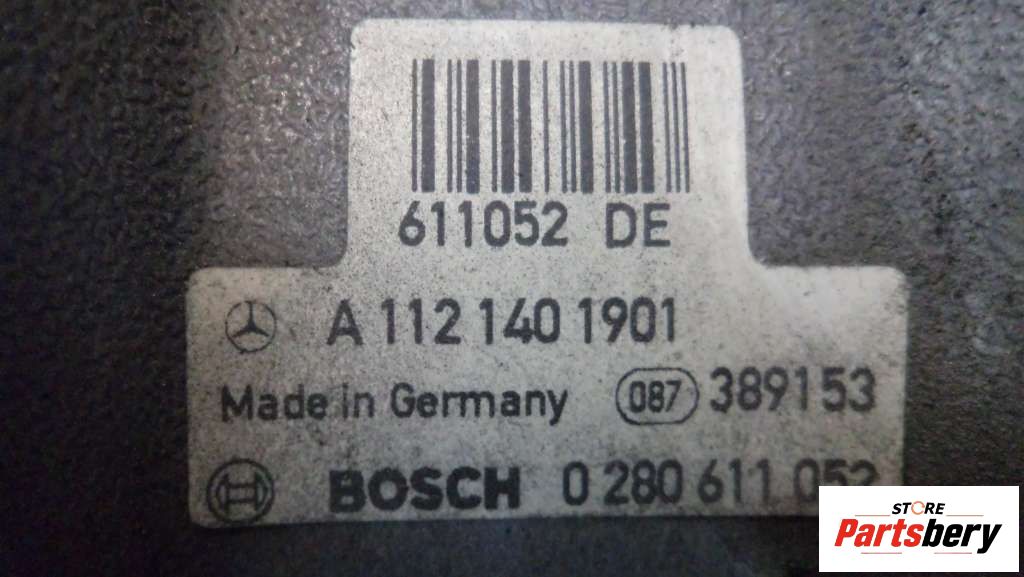 611052 DE
A 112 140 1901
Made in Germany 087 389153
BOSCH 0 280 611 052
STORE
Partsbery